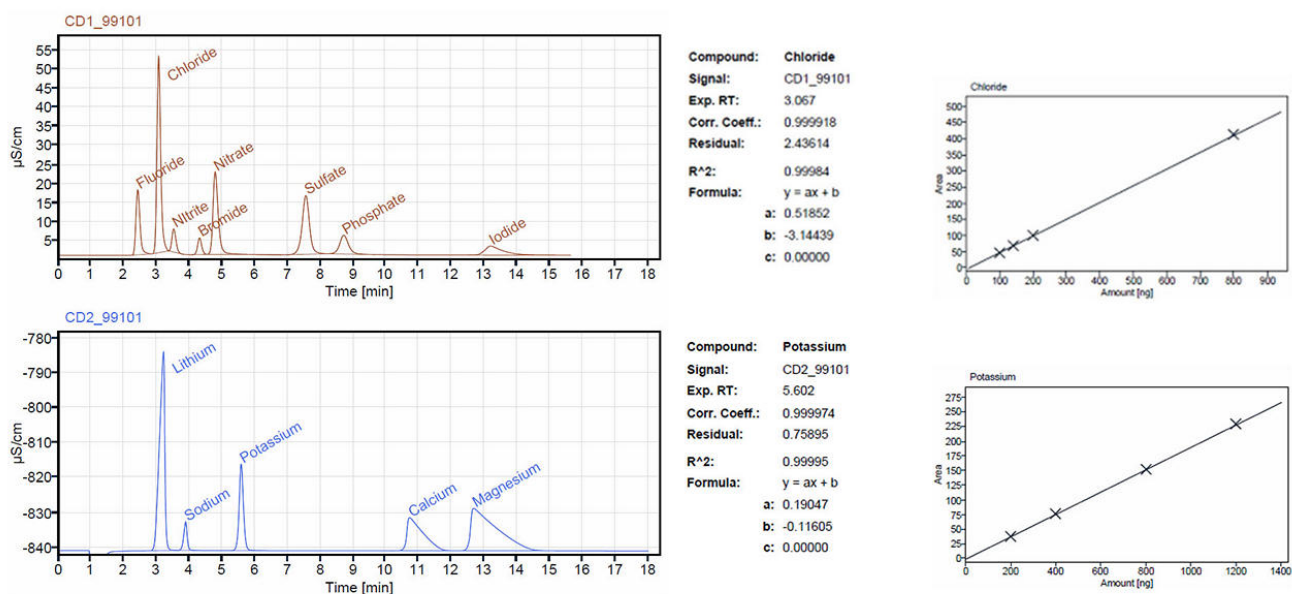 CD1_99101
55
50
45
40
35
30
25
20
15
10
5
µS/cm
Fluoride
Chloride
NItrite
Bromide
Nitrate
Sulfate
Phosphate
Iodide
0 1 2 3 4 5 6 7 8 9 10 11 12 13 14 15 16 17 18
Time [min]
Compound: Chloride
Signal: CD1_99101
Exp. RT: 3.067
Corr. Coeff.: 0.999918
Residual: 2.43614
R^2: 0.99984
Formula: y = ax + b
a: 0.51852
b: -3.14439
c: 0.00000
Chloride
500
450
400
350
300
250
200
150
100
50
0
Area
0 100 200 300 400 500 600 700 800 900
Amount [ng]
CD2_99101
-780
-790
-800
-810
-820
-830
-840
µS/cm
Lithium
Sodium
Potassium
Calcium
Magnesium
0 1 2 3 4 5 6 7 8 9 10 11 12 13 14 15 16 17 18
Time [min]
Compound: Potassium
Signal: CD2_99101
Exp. RT: 5.602
Corr. Coeff.: 0.999974
Residual: 0.75895
R^2: 0.99995
Formula: y = ax + b
a: 0.19047
b: -0.11605
c: 0.00000
Potassium
275
250
225
200
175
150
125
100
75
50
25
0
Area
0 200 400 600 800 1000 1200 1400
Amount [ng]